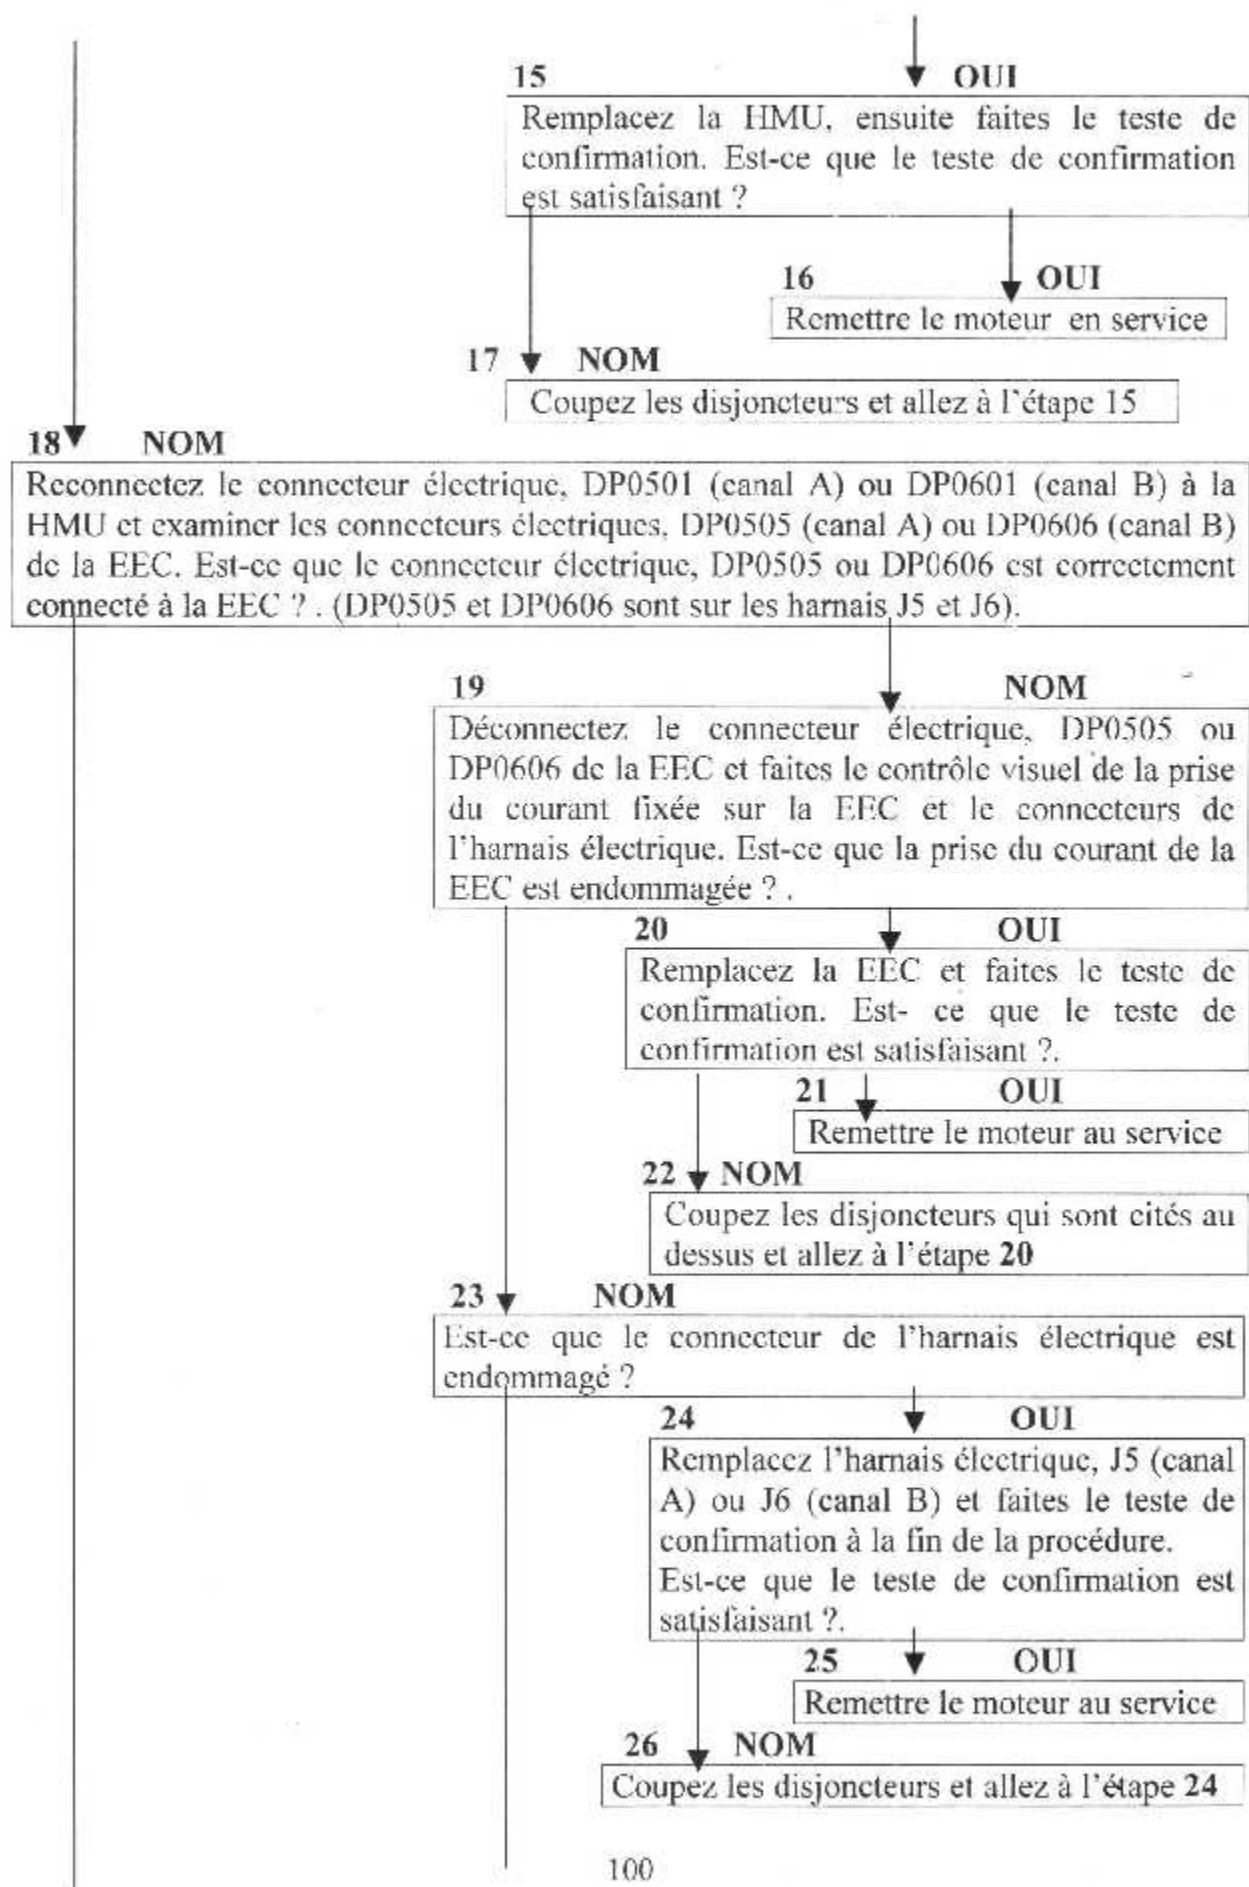 15 OUI
Remplacez la HMU, ensuite faites le teste de
confirmation. Est-ce que le teste de confirmation
est satisfaisant ?
16 OUI
Remettre le moteur en service
17 NOM
Coupez les disjoncteurs et allez à l'étape 15
18 NOM
Reconnectez le connecteur électrique, DP0501 (canal A) ou DP0601 (canal B) à la
HMU et examiner les connecteurs électriques, DP0505 (canal A) ou DP0606 (canal B)
de la EEC. Est-ce que le connecteur électrique, DP0505 ou DP0606 est correctement
connecté à la EEC ? . (DP0505 et DP0606 sont sur les harnais J5 et J6).
19 NOM
Déconnectez le connecteur électrique, DP0505 ou
DP0606 de la EEC et faites le contrôle visuel de la prise
du courant fixée sur la EEC et le connecteurs de
l'harnais électrique. Est-ce que la prise du courant de la
EEC est endommagée ? .
20 OUI
Remplacez la EEC et faites le teste de
confirmation. Est- ce que le teste de
confirmation est satisfaisant ?.
21 OUI
Remettre le moteur au service
22 NOM
Coupez les disjoncteurs qui sont cités au
dessus et allez à l'étape 20
23 NOM
Est-ce que le connecteur de l'harnais électrique est
endommagé ?
24 OUI
Remplacez l'harnais électrique, J5 (canal
A) ou J6 (canal B) et faites le teste de
confirmation à la fin de la procédure.
Est-ce que le teste de confirmation est
satisfaisant ?.
25 OUI
Remettre le moteur au service
26 NOM
Coupez les disjoncteurs et allez à l'étape 24
100